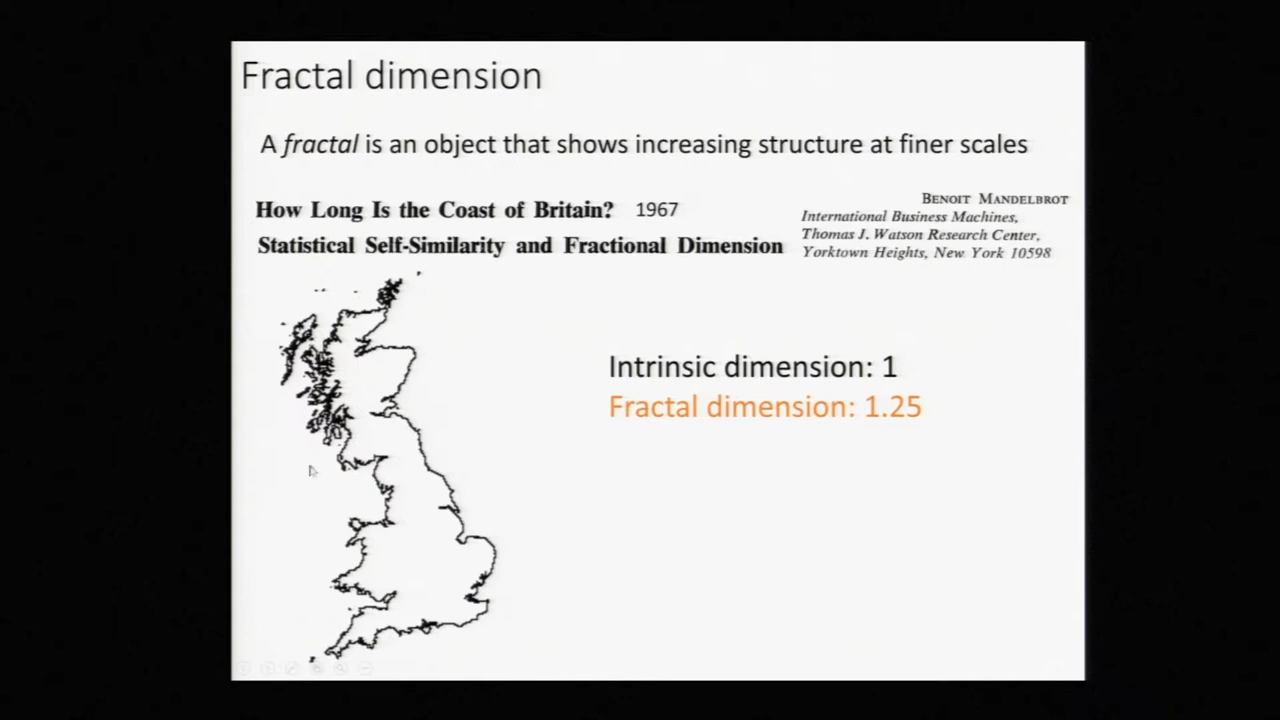 Fractal dimension
A fractal is an object that shows increasing structure at finer scales
How Long Is the Coast of Britain? 1967
Statistical Self-Similarity and Fractional Dimension
BENOIT MANDELBROT
International Business Machines,
Thomas J. Watson Research Center,
Yorktown Heights, New York 10598
Intrinsic dimension: 1
Fractal dimension: 1.25